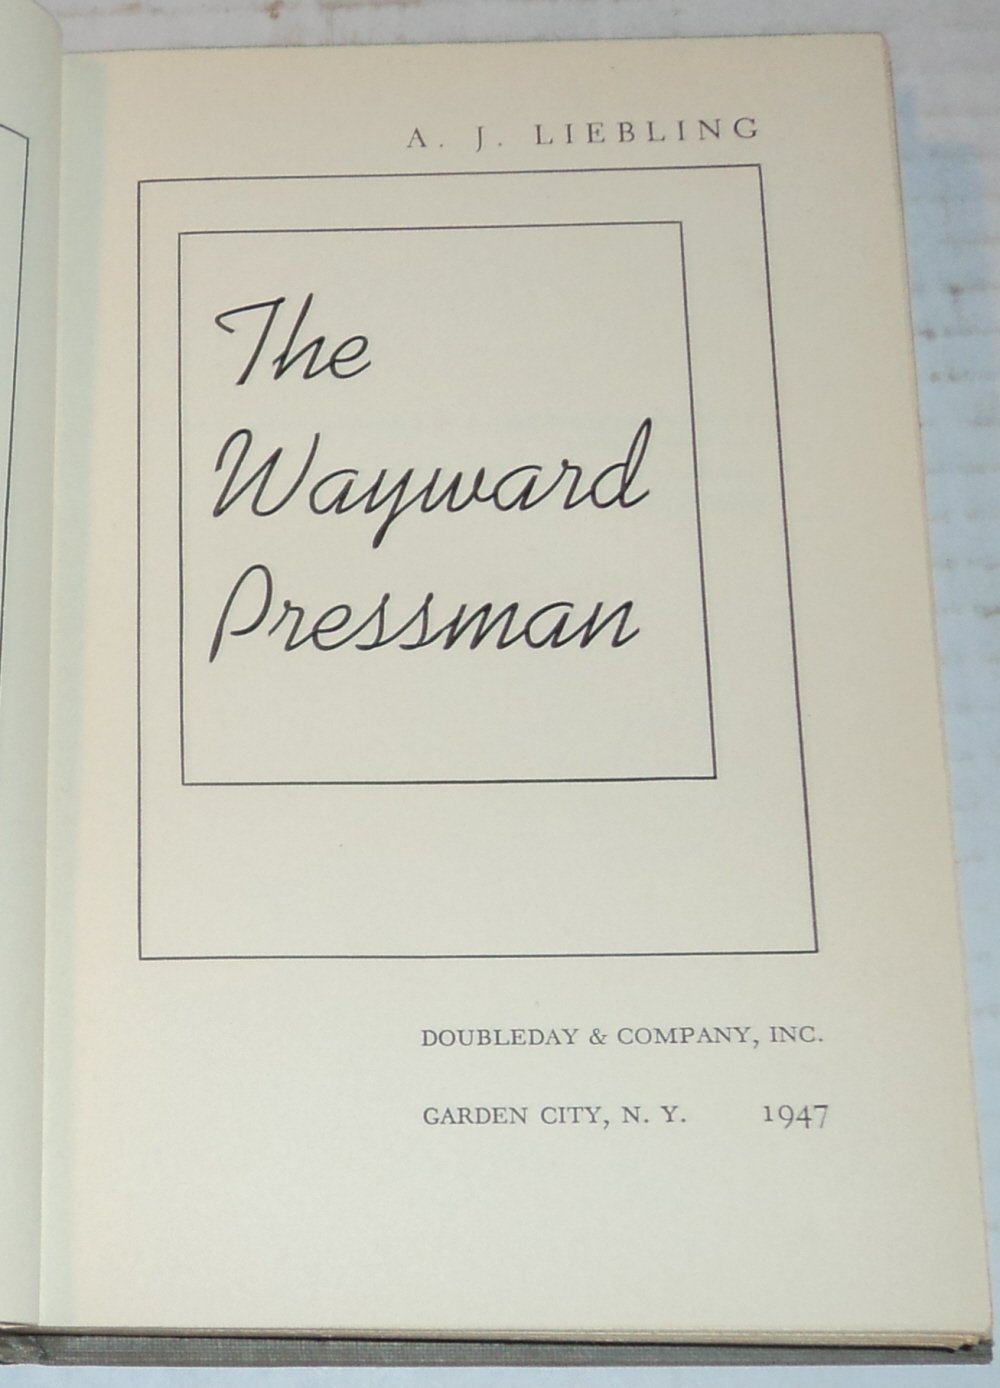 A. J. LIEBLING
The
Wayward
Pressman
DOUBLEDAY & COMPANY, INC.
GARDEN CITY, N. Y. 1947